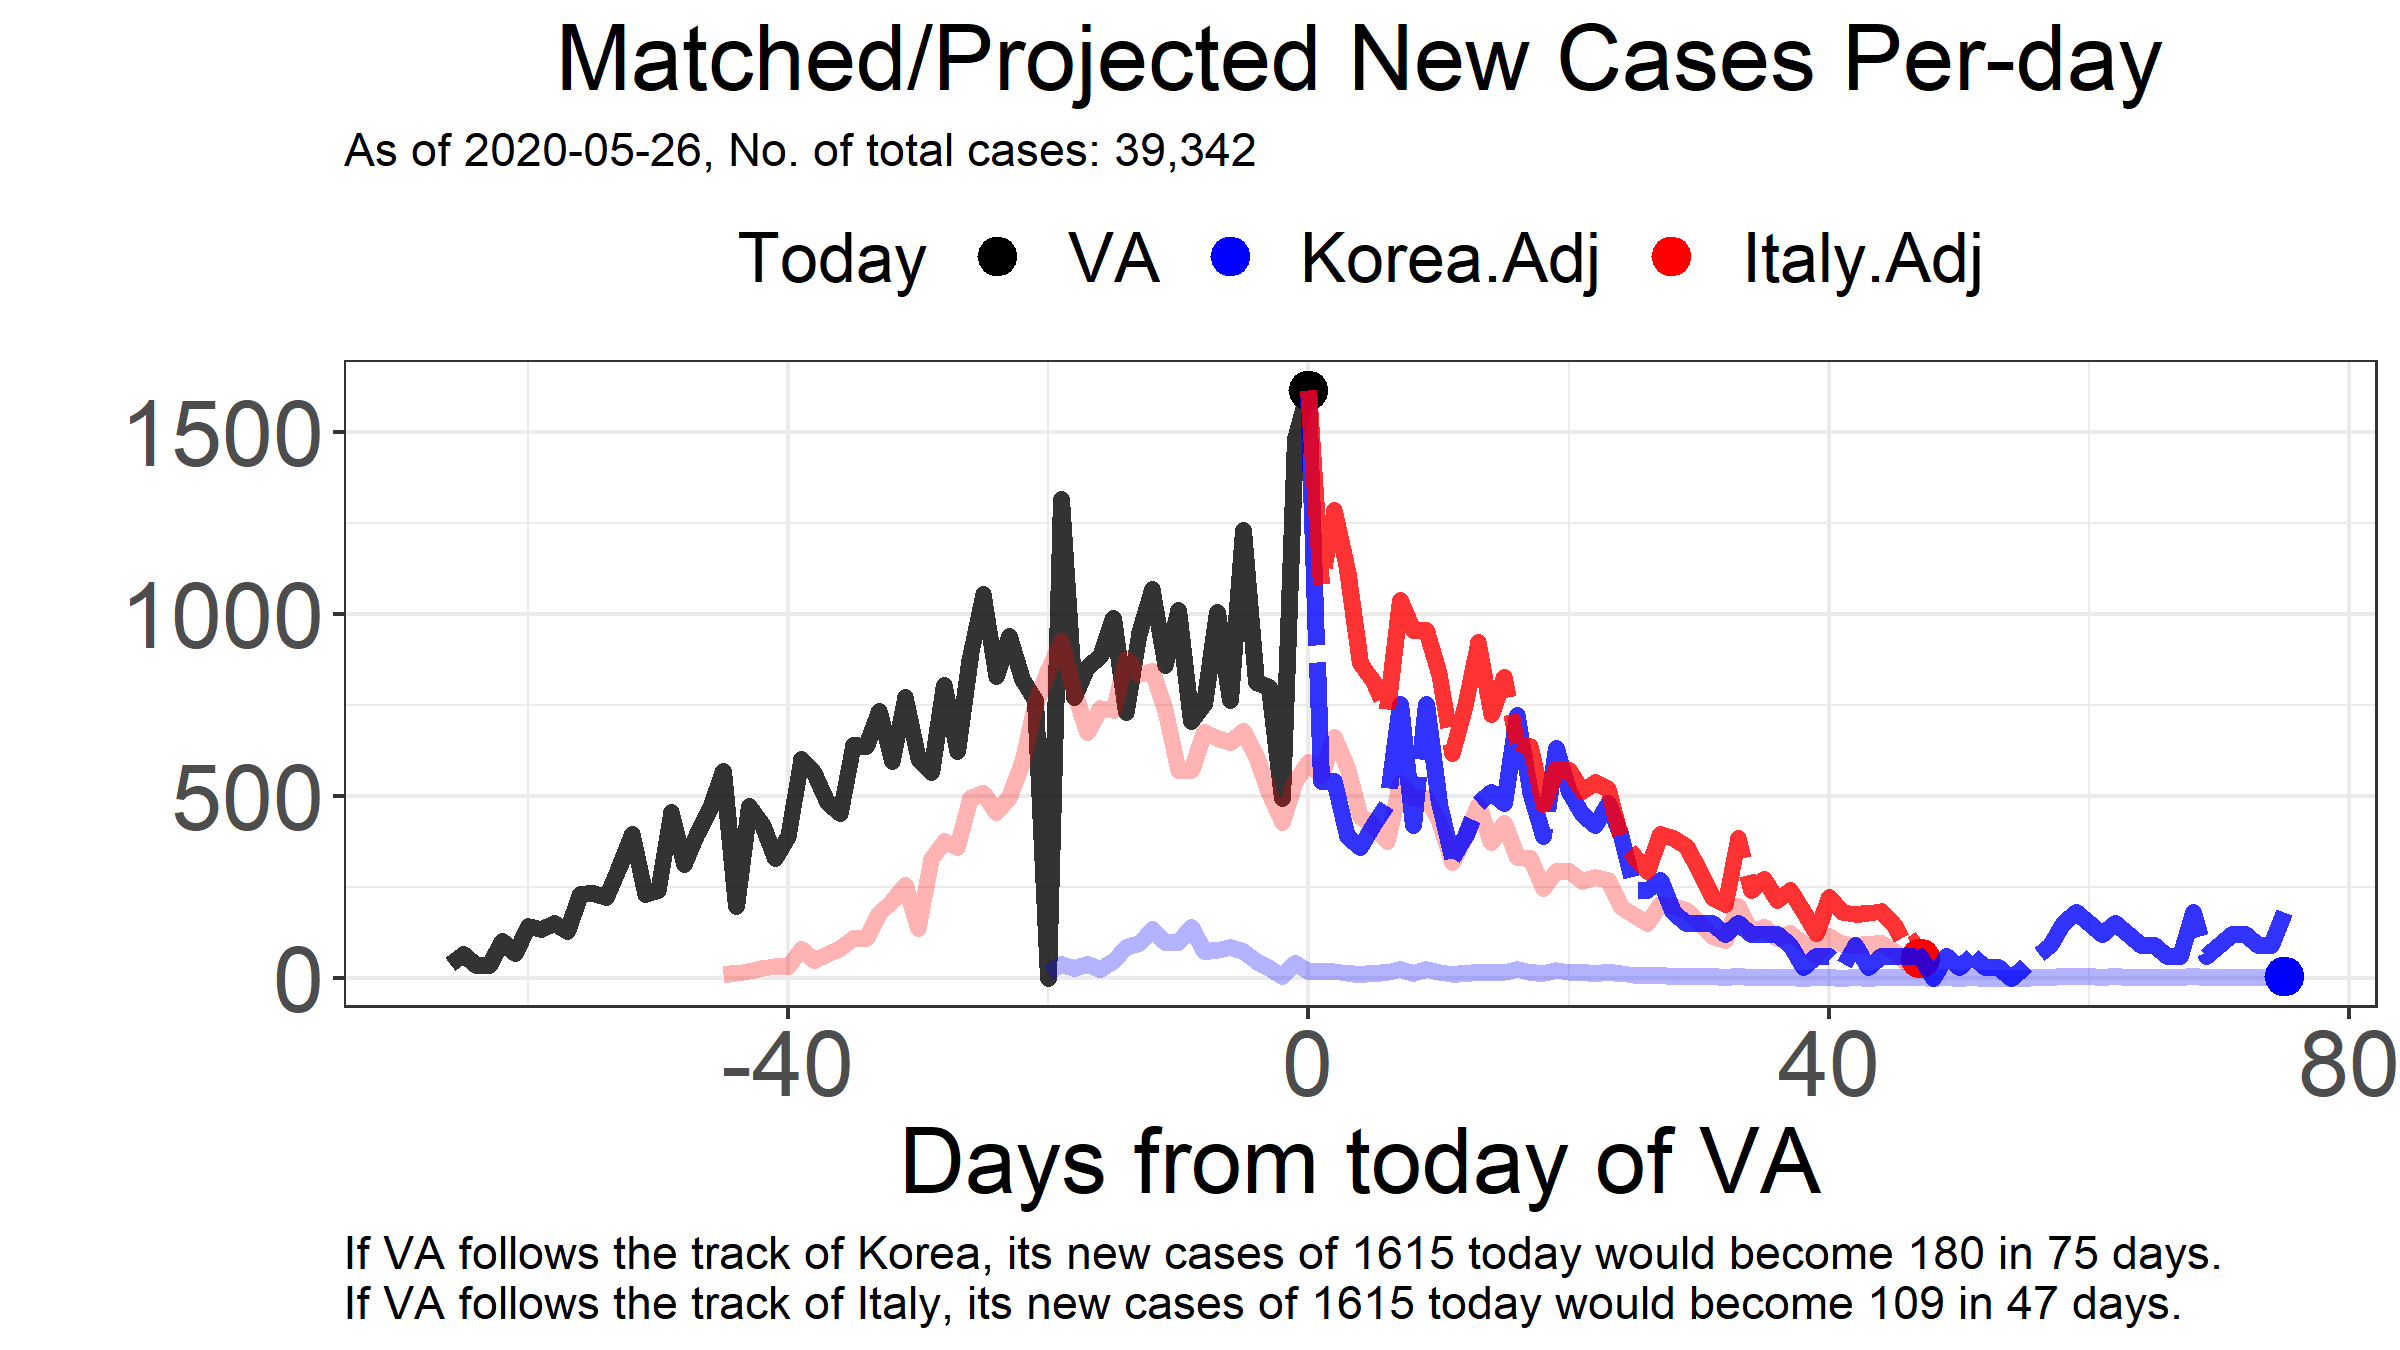 Matched/Projected New Cases Per-day
As of 2020-05-26, No. of total cases: 39,342
Today VA Korea.Adj Italy.Adj
1500
1000
500
0
-40 0 40 80
Days from today of VA
If VA follows the track of Korea, its new cases of 1615 today would become 180 in 75 days.
If VA follows the track of Italy, its new cases of 1615 today would become 109 in 47 days.